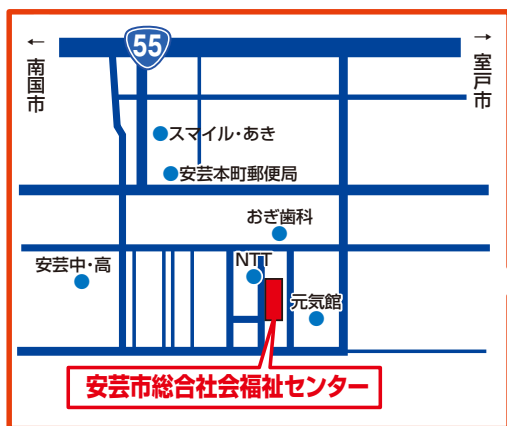 ←
南国市
55
→
室戸市
スマイル・あき
安芸本町郵便局
おぎ歯科
安芸中・高
NTT
元気館
安芸市総合社会福祉センター